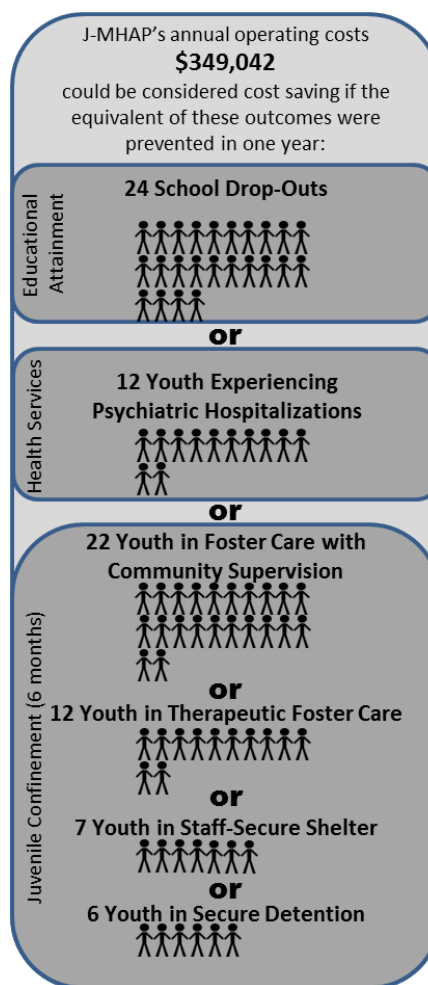 J-MHAP's annual operating costs
$349,042
could be considered cost saving if the
equivalent of these outcomes were
prevented in one year:
Educational
Attainment
24 School Drop-Outs
or
Health Services
12 Youth Experiencing
Psychiatric Hospitalizations
or
Juvenile Confinement (6 months)
22 Youth in Foster Care with
Community Supervision
or
12 Youth in Therapeutic Foster Care
or
7 Youth in Staff-Secure Shelter
or
6 Youth in Secure Detention